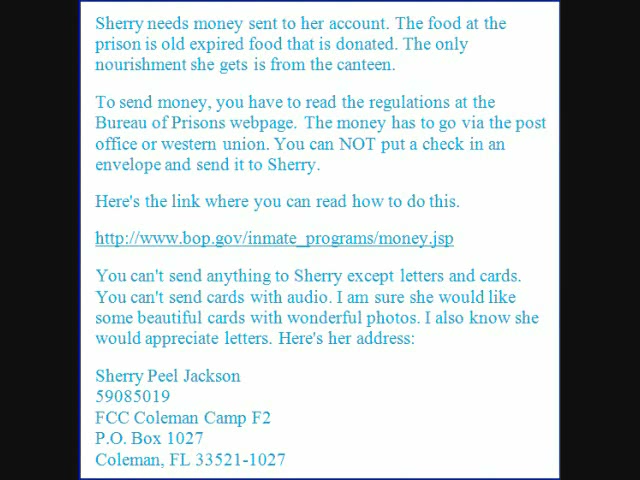 Sherry needs money sent to her account. The food at the
prison is old expired food that is donated. The only
nourishment she gets is from the canteen.
To send money, you have to read the regulations at the
Bureau of Prisons webpage. The money has to go via the post
office or western union. You can NOT put a check in an
envelope and send it to Sherry.
Here's the link where you can read how to do this.
http://www.bop.gov/inmate_programs/money.jsp
You can't send anything to Sherry except letters and cards.
You can't send cards with audio. I am sure she would like
some beautiful cards with wonderful photos. I also know she
would appreciate letters. Here's her address:
Sherry Peel Jackson
59085019
FCC Coleman Camp F2
P.O. Box 1027
Coleman, FL 33521-1027